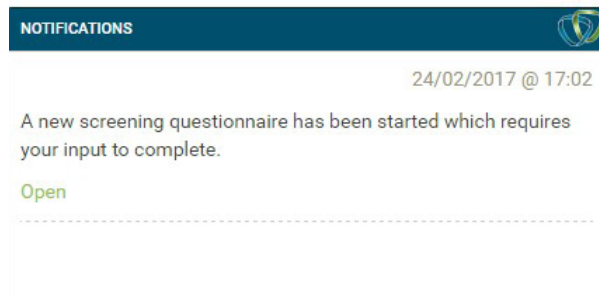 NOTIFICATIONS
24/02/2017 @ 17:02
A new screening questionnaire has been started which requires
your input to complete.
Open